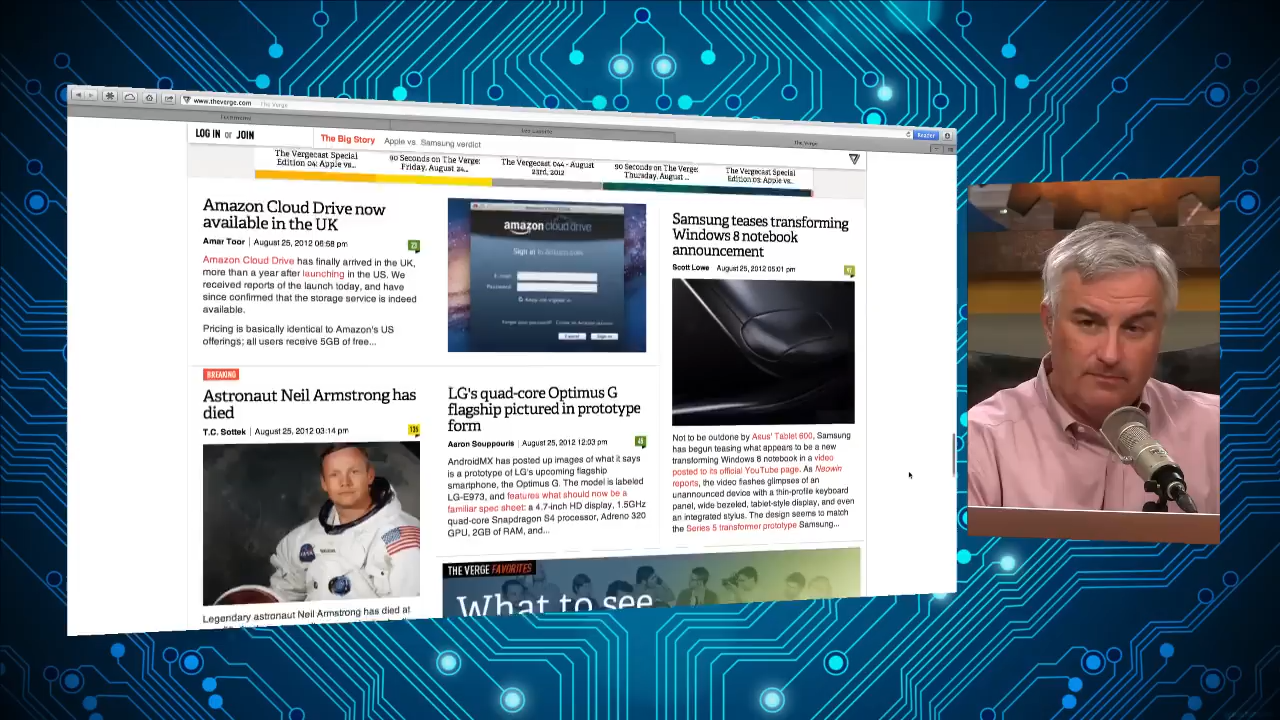 www.theverge.com
The Verge
Reader
The Verge
LOG IN or JOIN
The Big Story
Apple vs. Samsung verdict
The Vergecast Special
Edition 04: Apple vs...
90 Seconds on The Verge:
Friday, August 24...
The Vergecast 044 - August
23rd, 2012
90 Seconds on The Verge:
Thursday, August ...
The Vergecast Special
Edition 03: Apple vs...
Amazon Cloud Drive now
available in the UK
Amar Toor | August 25, 2012 06:58 pm
Amazon Cloud Drive has finally arrived in the UK,
more than a year after launching in the US. We
received reports of the launch today, and have
since confirmed that the storage service is indeed
available.
Pricing is basically identical to Amazon's US
offerings; all users receive 5GB of free...
amazon cloud drive
Password
Sign in
BREAKING
Astronaut Neil Armstrong has
died
T.C. Sottek | August 25, 2012 03:14 pm
NASA
Legendary astronaut Neil Armstrong has died at
LG's quad-core Optimus G
flagship pictured in prototype
form
Aaron Souppouris | August 25, 2012 12:03 pm
AndroidMX has posted up images of what it says
is a prototype of LG's upcoming flagship
smartphone, the Optimus G. The model is labeled
LG-E973, and features what should now be a
familiar spec sheet: a 4.7-inch HD display, 1.5GHz
quad-core Snapdragon S4 processor, Adreno 320
GPU, 2GB of RAM, and...
Samsung teases transforming
Windows 8 notebook
announcement
Scott Lowe | August 25, 2012 05:01 pm
Not to be outdone by Asus' Tablet 600, Samsung
has begun teasing what appears to be a new
transforming Windows 8 notebook in a video
posted to its official YouTube page. As Neowin
reports, the video flashes glimpses of an
unannounced device with a thin-profile keyboard
panel, wide bezeled, tablet-style display, and even
an integrated stylus. The design seems to match
the Series 5 transformer prototype Samsung...
THE VERGE FAVORITES
What to see